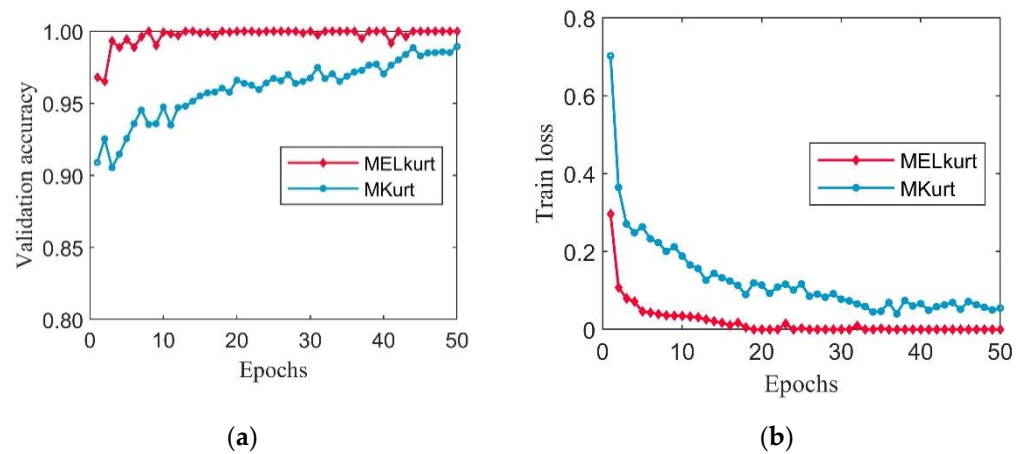 1.00
0.95
0.90
0.85
0.80
Validation accuracy
MELkurt
MKurt
0 10 20 30 40 50
Epochs
(a)
0.8
0.6
0.4
0.2
0
Train loss
MELkurt
MKurt
0 10 20 30 40 50
Epochs
(b)